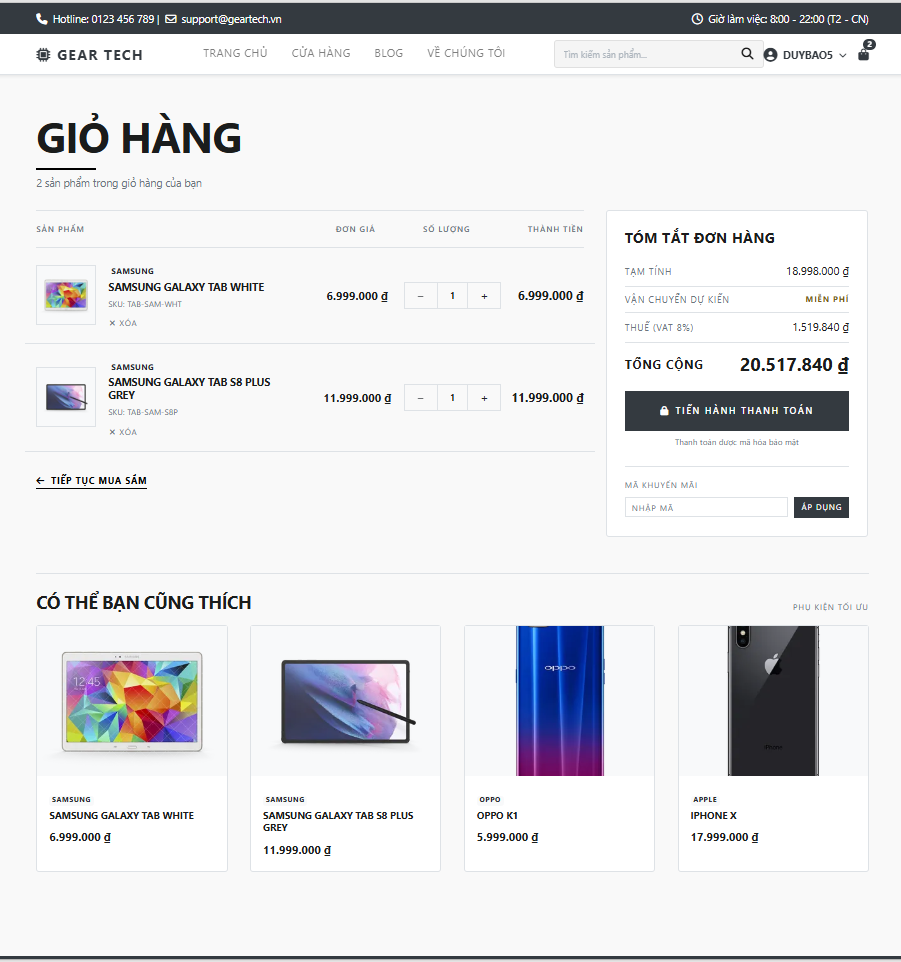 Hotline: 0123 456 789 | support@geartech.vn
Giờ làm việc: 8:00 - 22:00 (T2 - CN)
GEAR TECH
TRANG CHỦ
CỬA HÀNG
BLOG
VỀ CHÚNG TÔI
Tìm kiếm sản phẩm...
DUYBAO5
2
GIỎ HÀNG
2 sản phẩm trong giỏ hàng của bạn
SẢN PHẨM
ĐƠN GIÁ
SỐ LƯỢNG
THÀNH TIỀN
SAMSUNG
SAMSUNG GALAXY TAB WHITE
SKU: TAB-SAM-WHT
✕ XÓA
6.999.000 ₫
− 1 +
6.999.000 ₫
SAMSUNG
SAMSUNG GALAXY TAB S8 PLUS
GREY
SKU: TAB-SAM-S8P
✕ XÓA
11.999.000 ₫
− 1 +
11.999.000 ₫
← TIẾP TỤC MUA SẮM
TÓM TẮT ĐƠN HÀNG
TẠM TÍNH
18.998.000 ₫
VẬN CHUYỂN DỰ KIẾN
MIỄN PHÍ
THUẾ (VAT 8%)
1.519.840 ₫
TỔNG CỘNG
20.517.840 ₫
TIẾN HÀNH THANH TOÁN
Thanh toán được mã hóa bảo mật
MÃ KHUYẾN MÃI
NHẬP MÃ
ÁP DỤNG
CÓ THỂ BẠN CŨNG THÍCH
PHỤ KIỆN TỐI ƯU
12:45
SAMSUNG
SAMSUNG GALAXY TAB WHITE
6.999.000 ₫
SAMSUNG
SAMSUNG GALAXY TAB S8 PLUS
GREY
11.999.000 ₫
oppo
OPPO
OPPO K1
5.999.000 ₫
iPhone
APPLE
IPHONE X
17.999.000 ₫